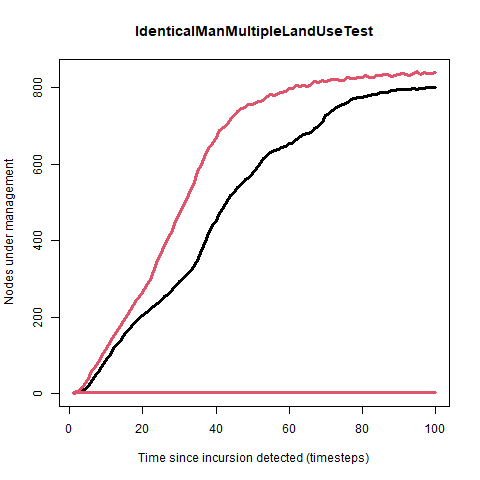 IdenticalManMultipleLandUseTest
Nodes under management
800
600
400
200
0
0 20 40 60 80 100
Time since incursion detected (timesteps)